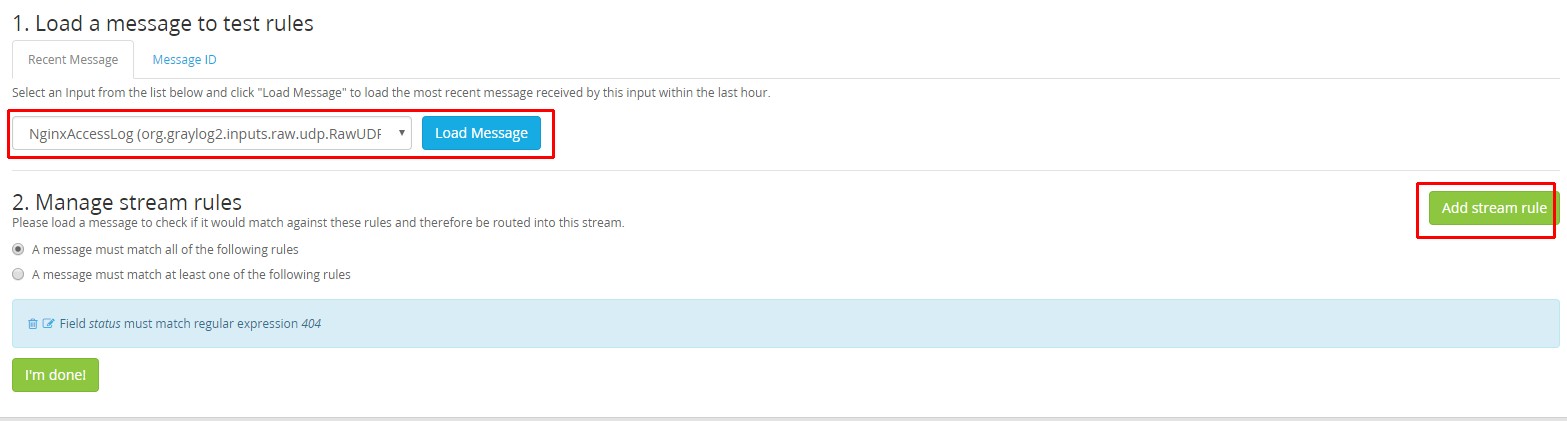 1. Load a message to test rules
Recent Message Message ID
Select an Input from the list below and click "Load Message" to load the most recent message received by this input within the last hour.
NginxAccessLog (org.graylog2.inputs.raw.udp.RawUDP Load Message
2. Manage stream rules
Add stream rule
Please load a message to check if it would match against these rules and therefore be routed into this stream.
A message must match all of the following rules
A message must match at least one of the following rules
Field status must match regular expression 404
I'm done!